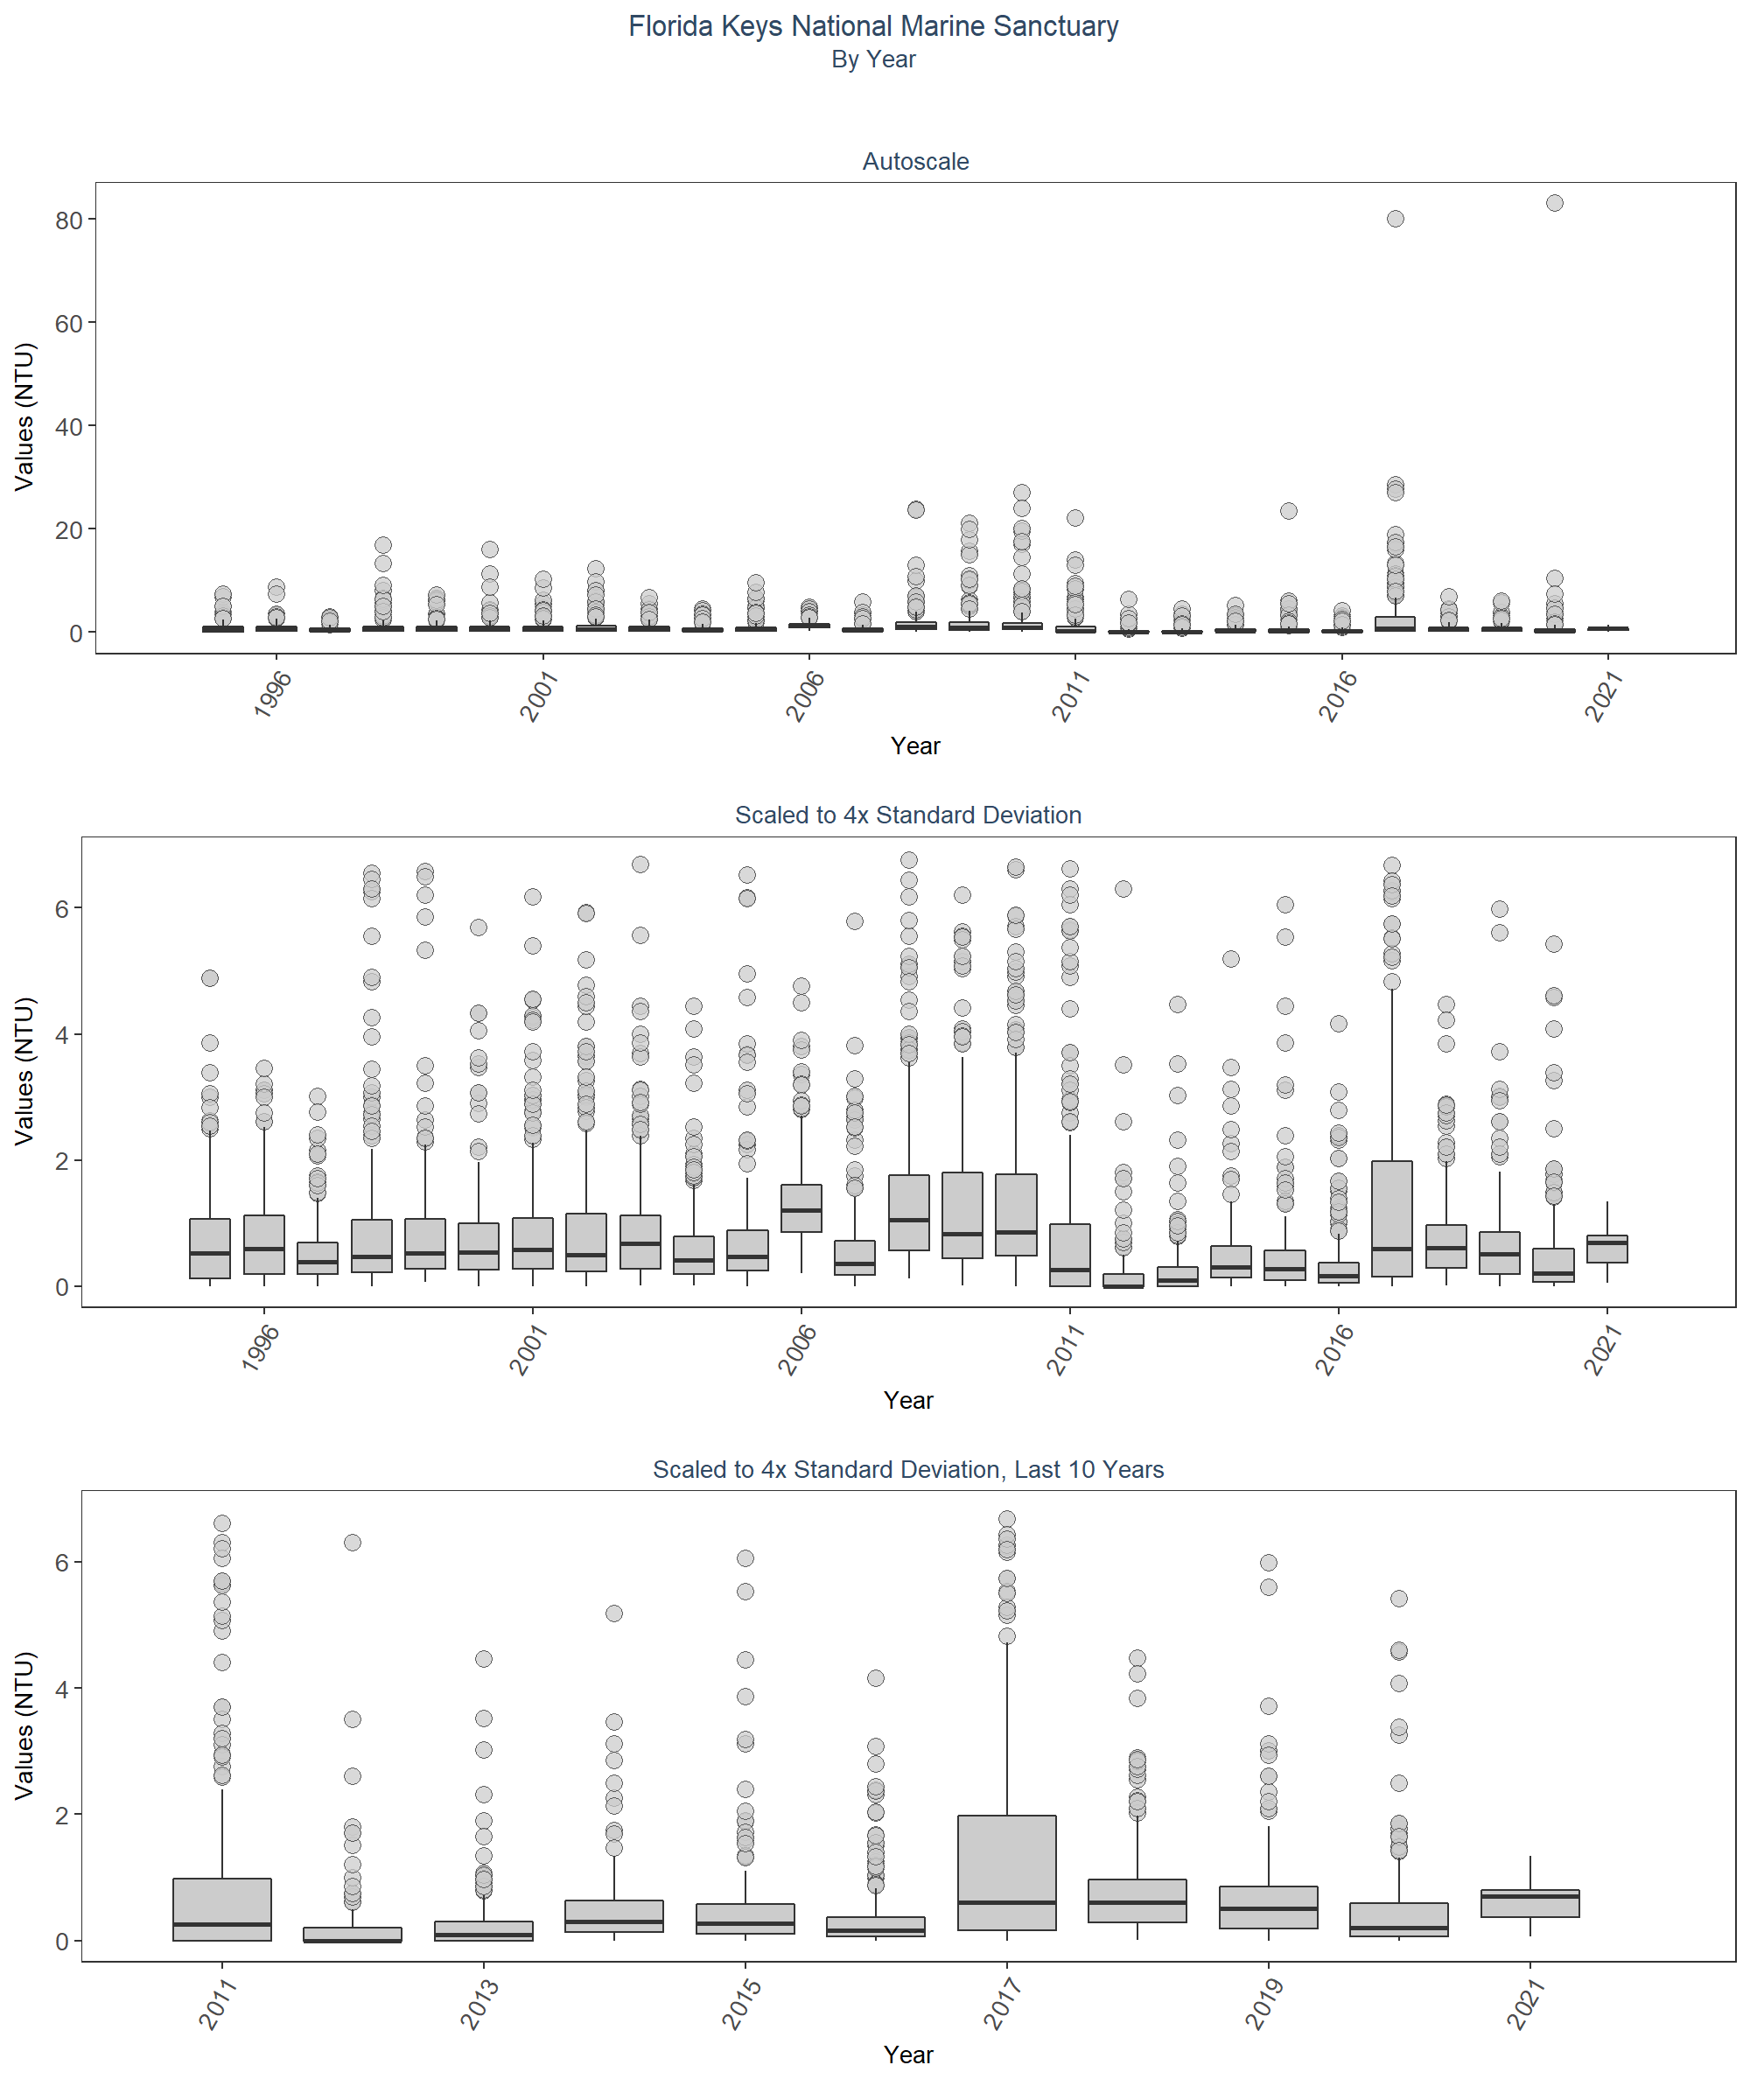 Florida Keys National Marine Sanctuary
By Year
Autoscale
Values (NTU)
80
60
40
20
0
1996 2001 2006 2011 2016 2021
Year
Scaled to 4x Standard Deviation
Values (NTU)
6
4
2
0
1996 2001 2006 2011 2016 2021
Year
Scaled to 4x Standard Deviation, Last 10 Years
Values (NTU)
6
4
2
0
2011 2013 2015 2017 2019 2021
Year